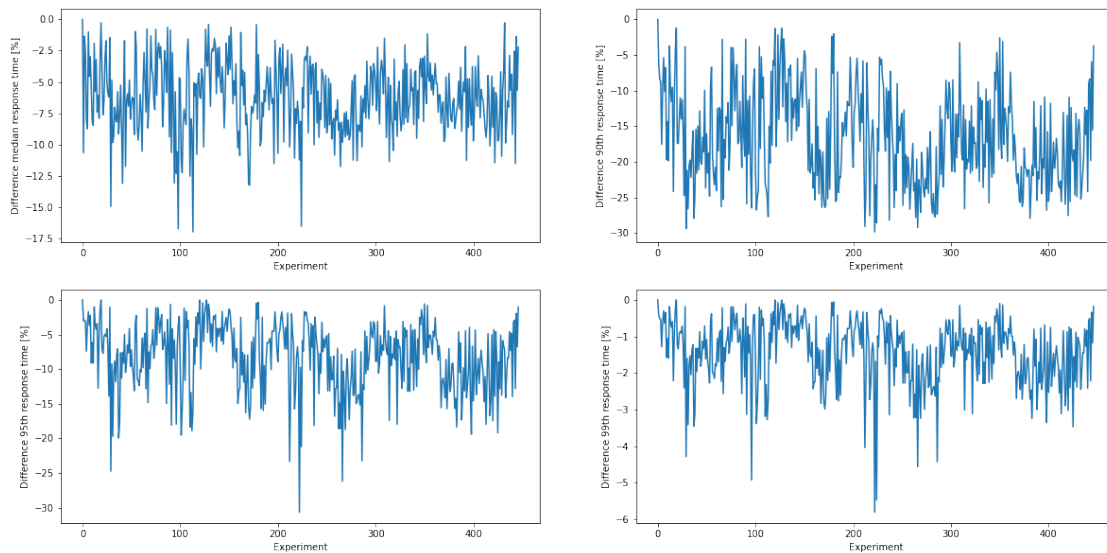 Difference median response time [%]
0.0
−2.5
−5.0
−7.5
−10.0
−12.5
−15.0
−17.5
0 100 200 300 400
Experiment
Difference 90th response time [%]
0
−5
−10
−15
−20
−25
−30
0 100 200 300 400
Experiment
Difference 95th response time [%]
0
−5
−10
−15
−20
−25
−30
0 100 200 300 400
Experiment
Difference 99th response time [%]
0
−1
−2
−3
−4
−5
−6
0 100 200 300 400
Experiment